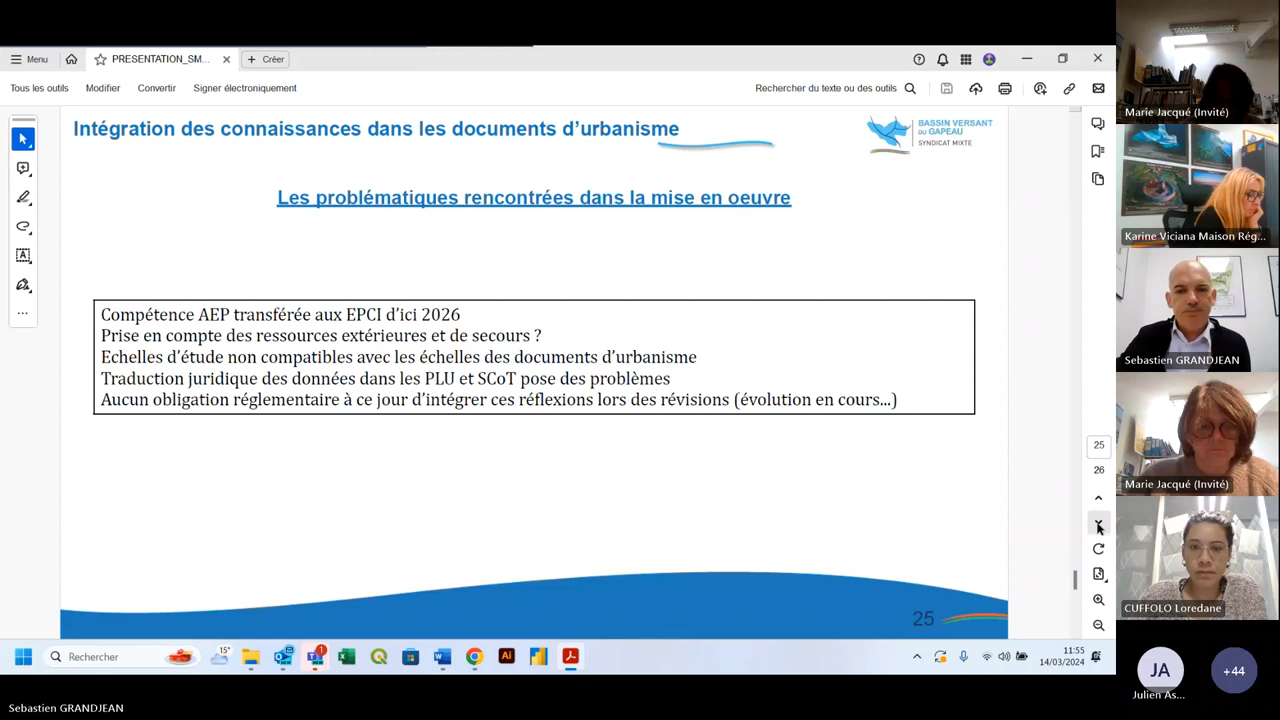 Menu
PRESENTATION_SM...
Créer
Tous les outils
Modifier
Convertir
Signer électroniquement
Rechercher du texte ou des outils
Intégration des connaissances dans les documents d’urbanisme
BASSIN VERSANT
DU GAPEAU
SYNDICAT MIXTE
Les problématiques rencontrées dans la mise en oeuvre
Compétence AEP transférée aux EPCI d’ici 2026
Prise en compte des ressources extérieures et de secours ?
Echelles d’étude non compatibles avec les échelles des documents d’urbanisme
Traduction juridique des données dans les PLU et SCoT pose des problèmes
Aucun obligation réglementaire à ce jour d’intégrer ces réflexions lors des révisions (évolution en cours...)
25
25
26
Rechercher
15°
1
Ai
11:55
14/03/2024
Sebastien GRANDJEAN
Marie Jacqué (Invité)
Karine Viciana Maison Rég...
Sebastien GRANDJEAN
Marie Jacqué (Invité)
CUFFOLO Loredane
JA
Julien As...
+44